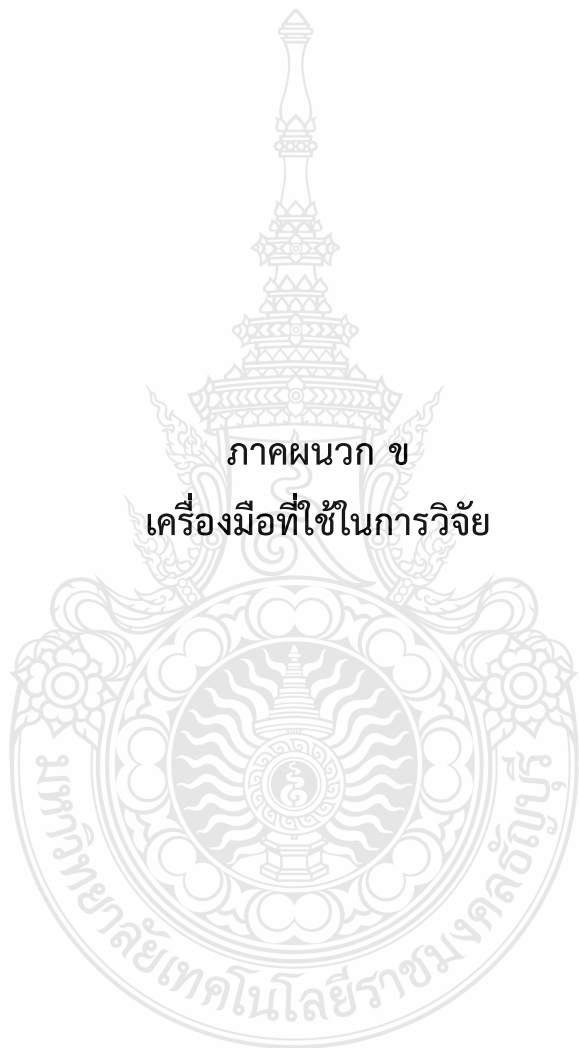 ภาคผนวก ข
เครื่องมือที่ใช้ในการวิจัย
มหาวิทยาลัยเทคโนโลยีราชมงคลธัญบุรี